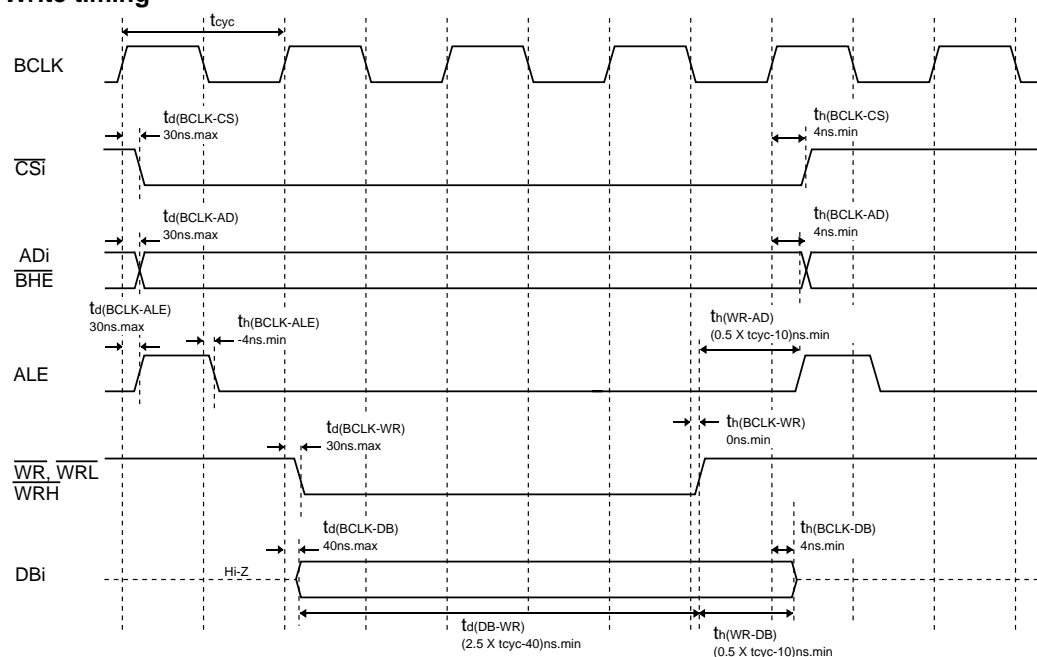 Write timing
tcyc
BCLK
td(BCLK-CS)
30ns.max
th(BCLK-CS)
4ns.min
CSi
td(BCLK-AD)
30ns.max
th(BCLK-AD)
4ns.min
ADi
BHE
td(BCLK-ALE)
30ns.max
th(BCLK-ALE)
-4ns.min
th(WR-AD)
(0.5 X tcyc-10)ns.min
ALE
td(BCLK-WR)
30ns.max
th(BCLK-WR)
0ns.min
WR, WRL
WRH
td(BCLK-DB)
40ns.max
th(BCLK-DB)
4ns.min
DBi
Hi-Z
td(DB-WR)
(2.5 X tcyc-40)ns.min
th(WR-DB)
(0.5 X tcyc-10)ns.min